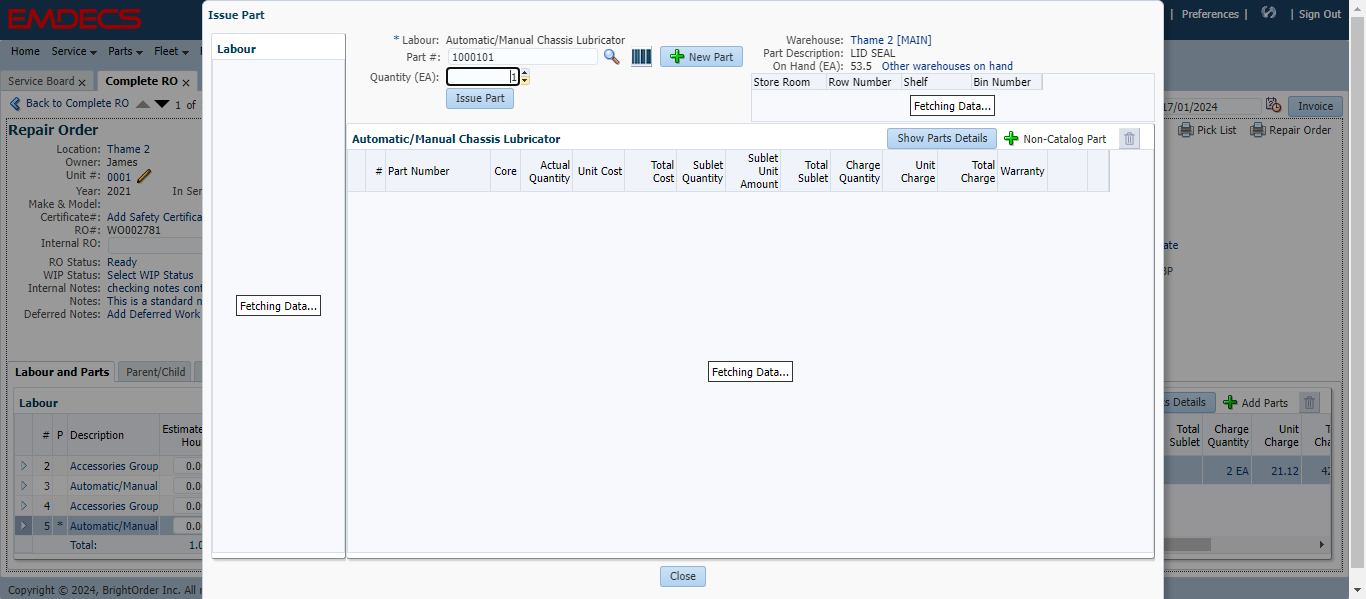 EMDECS
Issue Part
| Preferences | | Sign Out
Home Service Parts Fleet
Service Board x Complete RO x
Back to Complete RO 1 of
17/01/2024 Invoice
Pick List Repair Order
Repair Order
Location: Thame 2
Owner: James
Unit #: 0001
Year: 2021 In Ser
Make & Model:
Certificate#: Add Safety Certifica
RO#: WO002781
Internal RO:
RO Status: Ready
WIP Status: Select WIP Status
Internal Notes: checking notes cont
Notes: This is a standard n
Deferred Notes: Add Deferred Work
Labour and Parts Parent/Child
Labour
# P Description Estimate
Hou
2 Accessories Group 0.0
3 Automatic/Manual 0.0
4 Accessories Group 0.0
5 * Automatic/Manual 0.0
Total: 1.0
Copyright © 2024, BrightOrder Inc. All r
Labour
Fetching Data...
* Labour: Automatic/Manual Chassis Lubricator
Part #: 1000101 New Part
Quantity (EA): 1
Issue Part
Warehouse: Thame 2 [MAIN]
Part Description: LID SEAL
On Hand (EA): 53.5 Other warehouses on hand
Store Room Row Number Shelf Bin Number
Fetching Data...
Automatic/Manual Chassis Lubricator Show Parts Details Non-Catalog Part
# Part Number Core Actual Quantity Unit Cost Total Cost Sublet Quantity Sublet Unit Amount Total Sublet Charge Quantity Unit Charge Total Charge Warranty
Fetching Data...
Close
ate
BP
s Details Add Parts
Total Sublet Charge Quantity Unit Charge T
Cha
2 EA 21.12 42